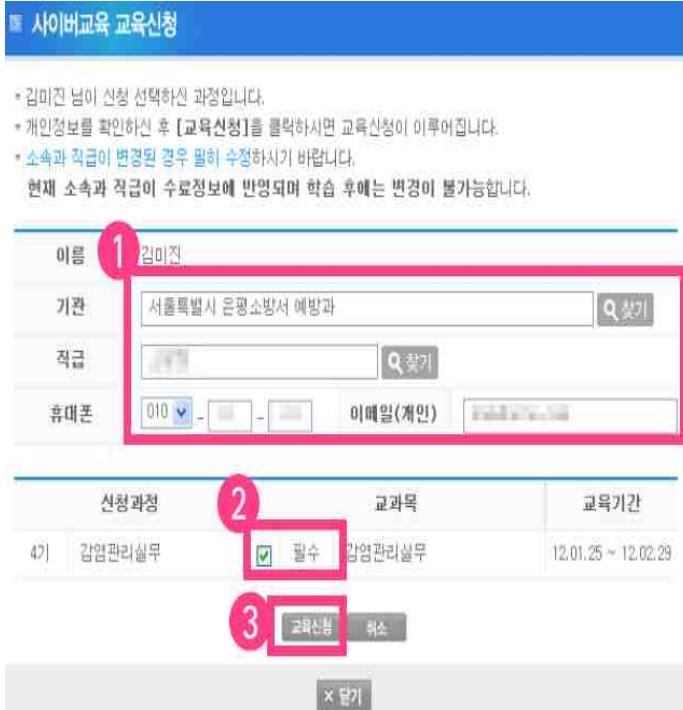 사이버교육 교육신청
* 김미진 님이 신청 선택하신 과정입니다.
* 개인정보를 확인하신 후 [교육신청]을 클릭하시면 교육신청이 이루어집니다.
* 소속과 직급이 변경된 경우 필히 수정하시기 바랍니다.
현재 소속과 직급이 수료정보에 반영되며 학습 후에는 변경이 불가능합니다.
이름 1 김미진
기관 서울특별시 은평소방서 예방과 찾기
직급 찾기
휴대폰 010 - - 이메일(개인)
신청과정 2 교과목 교육기간
4기 감염관리실무 필수 감염관리실무 12.01.25 ~ 12.02.29
3 교육신청 취소
× 닫기